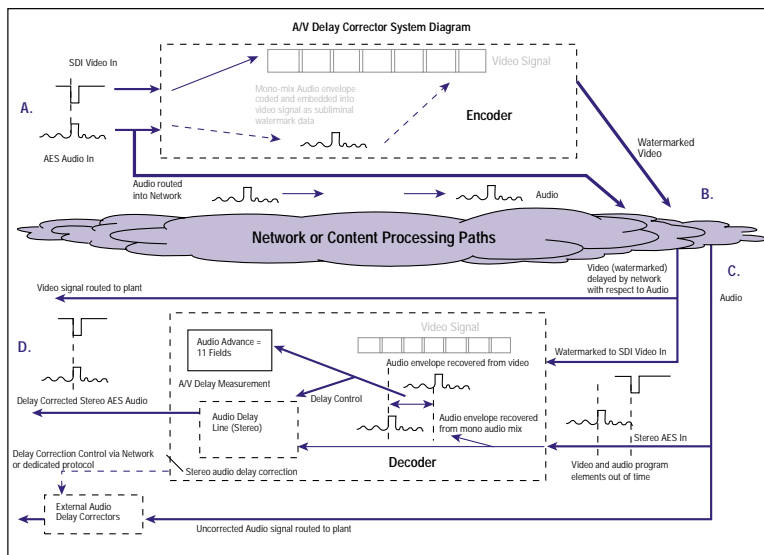 A/V Delay Corrector System Diagram
SDI Video In
Video Signal
A.
Mono-mix Audio envelope
coded and embedded into
video signal as subliminal
watermark data
Encoder
AES Audio In
Watermarked
Video
Audio routed
into Network
Audio
B.
Network or Content Processing Paths
C.
Video (watermarked)
delayed by network
with respect to Audio
Audio
Video signal routed to plant
D.
Video Signal
Audio Advance =
11 Fields
Watermarked to SDI Video In
Audio envelope recovered from video
A/V Delay Measurement
Delay Control
Delay Corrected Stereo AES Audio
Audio Delay
Line (Stereo)
Audio envelope recovered
from mono audio mix
Stereo AES In
Decoder
Video and audio program
elements out of time
Delay Correction Control via Network
or dedicated protocol
Stereo audio delay correction
External Audio
Delay Correctors
Uncorrected Audio signal routed to plant